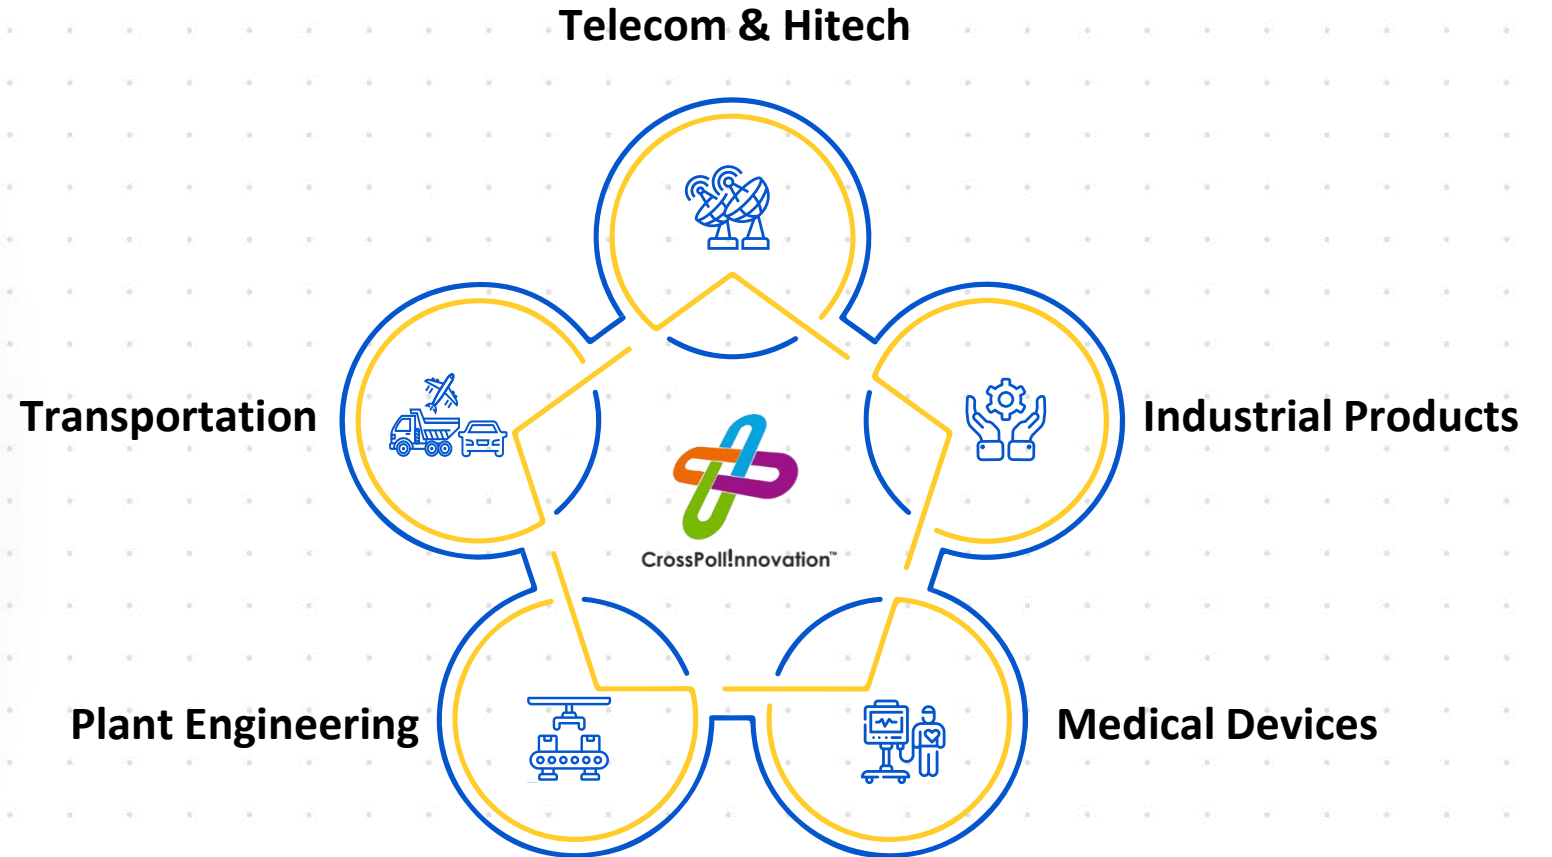 Telecom & Hitech
Transportation
Industrial Products
CrossPoll!nnovation™
Plant Engineering
Medical Devices